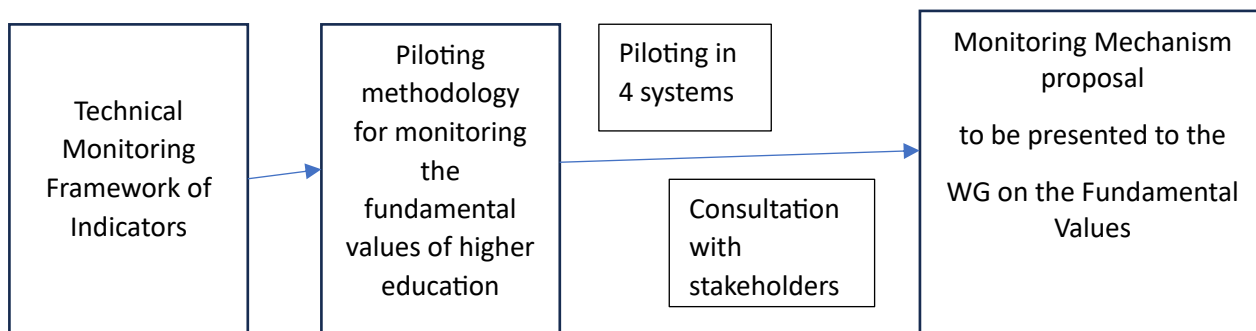 Technical
Monitoring
Framework of
Indicators
Piloting
methodology
for monitoring
the
fundamental
values of higher
education
Piloting in
4 systems
Consultation
with
stakeholders
Monitoring Mechanism
proposal
to be presented to the
WG on the Fundamental
Values